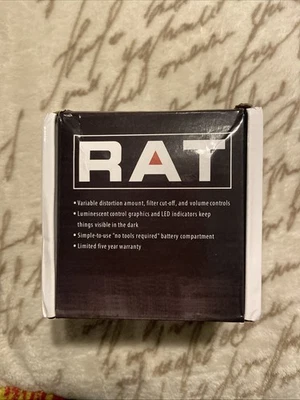 RAT
• Variable distortion amount, filter cut-off, and volume controls
• Luminescent control graphics and LED indicators keep
things visible in the dark
• Simple-to-use "no tools required" battery compartment
• Limited five year warranty